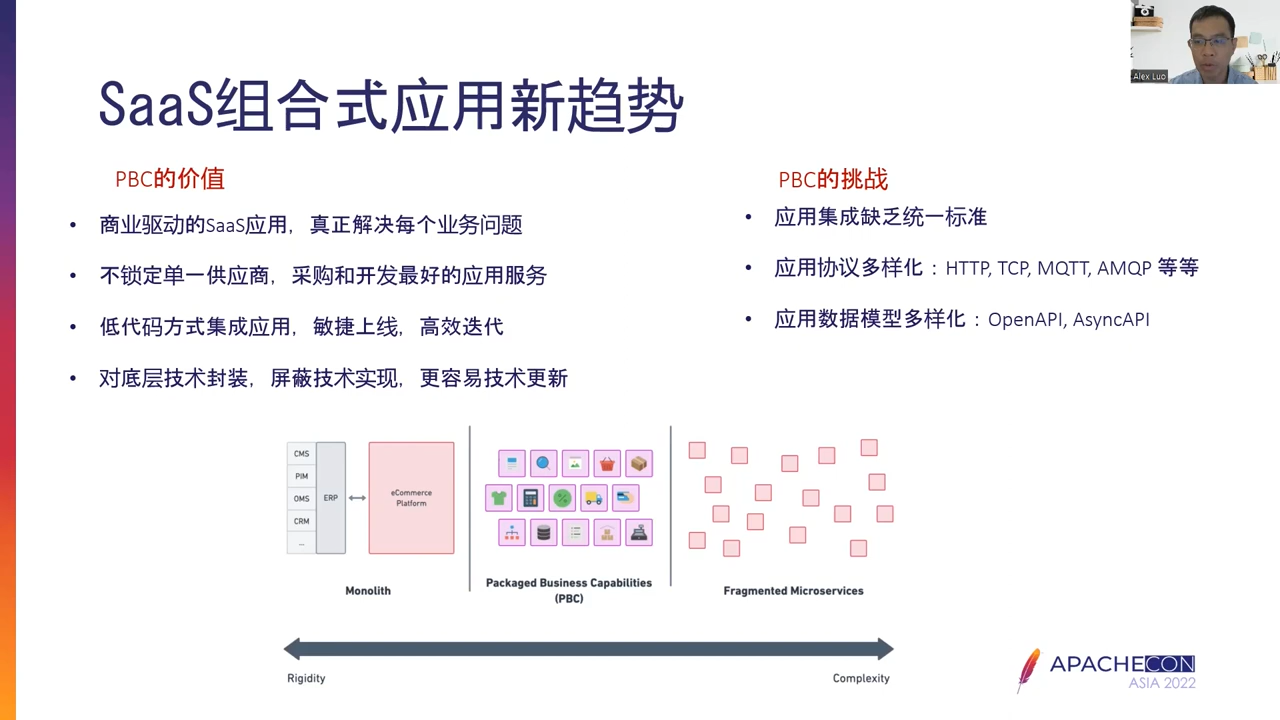 Alex Luo
SaaS组合式应用新趋势
PBC的价值
• 商业驱动的SaaS应用，真正解决每个业务问题
• 不锁定单一供应商，采购和开发最好的应用服务
• 低代码方式集成应用，敏捷上线，高效迭代
• 对底层技术封装，屏蔽技术实现，更容易技术更新
PBC的挑战
• 应用集成缺乏统一标准
• 应用协议多样化：HTTP, TCP, MQTT, AMQP 等等
• 应用数据模型多样化：OpenAPI, AsyncAPI
CMS
PIM
OMS
CRM
...
ERP
eCommerce
Platform
Monolith
Packaged Business Capabilities
(PBC)
Fragmented Microservices
Rigidity
Complexity
APACHECON
ASIA 2022